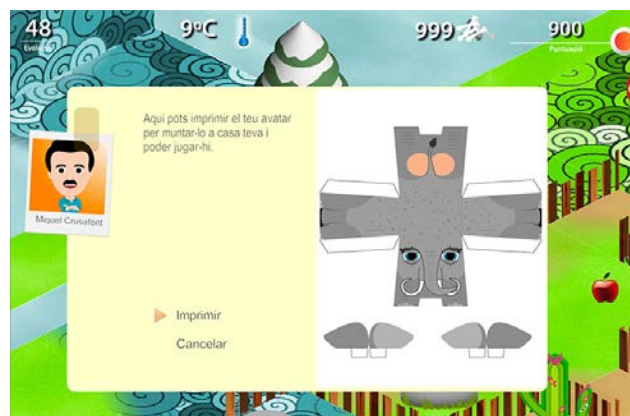 48
Evolució
9ºC
999
900
Puntuació
Aquí pots imprimir el teu avatar
per muntar-lo a casa teva i
poder jugar-hi.
Miquel Crusafont
Imprimir
Cancelar